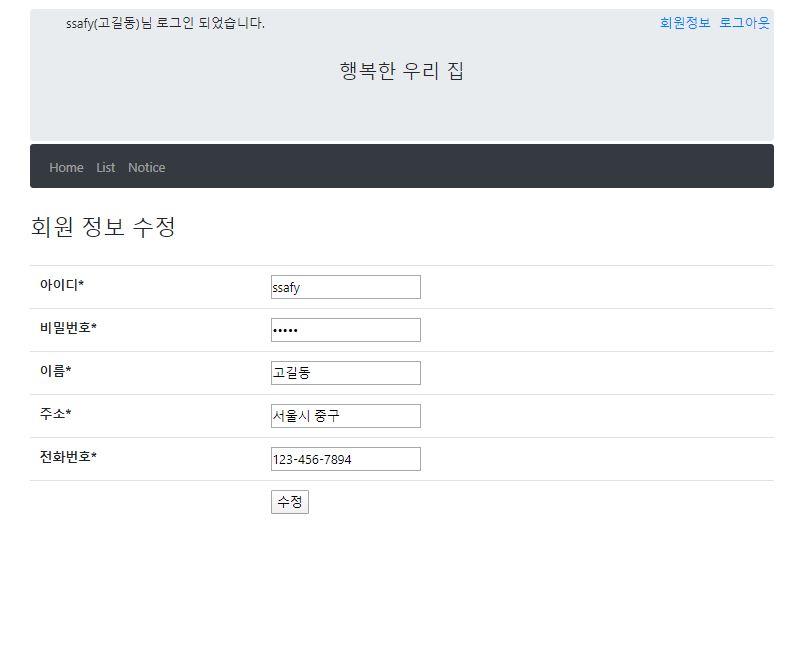 ssafy(고길동)님 로그인 되었습니다. 회원정보 로그아웃
행복한 우리 집
Home List Notice
회원 정보 수정
아이디* ssafy
비밀번호* •••••
이름* 고길동
주소* 서울시 중구
전화번호* 123-456-7894
수정